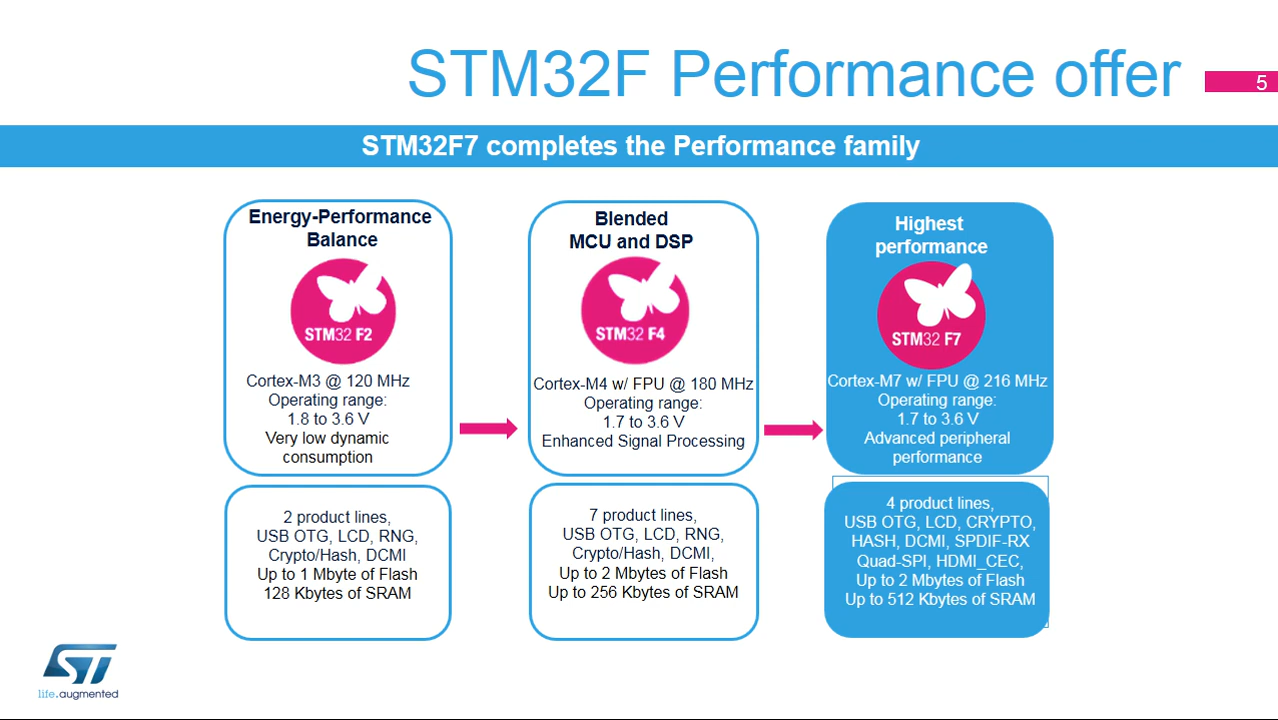 STM32F Performance offer
5
STM32F7 completes the Performance family
Energy-Performance
Balance
STM32 F2
Cortex-M3 @ 120 MHz
Operating range:
1.8 to 3.6 V
Very low dynamic
consumption
2 product lines,
USB OTG, LCD, RNG,
Crypto/Hash, DCMI
Up to 1 Mbyte of Flash
128 Kbytes of SRAM
Blended
MCU and DSP
STM32 F4
Cortex-M4 w/ FPU @ 180 MHz
Operating range:
1.7 to 3.6 V
Enhanced Signal Processing
7 product lines,
USB OTG, LCD, RNG,
Crypto/Hash, DCMI,
Up to 2 Mbytes of Flash
Up to 256 Kbytes of SRAM
Highest
performance
STM32 F7
Cortex-M7 w/ FPU @ 216 MHz
Operating range:
1.7 to 3.6 V
Advanced peripheral
performance
4 product lines,
USB OTG, LCD, CRYPTO,
HASH, DCMI, SPDIF-RX
Quad-SPI, HDMI_CEC,
Up to 2 Mbytes of Flash
Up to 512 Kbytes of SRAM
ST
life.augmented